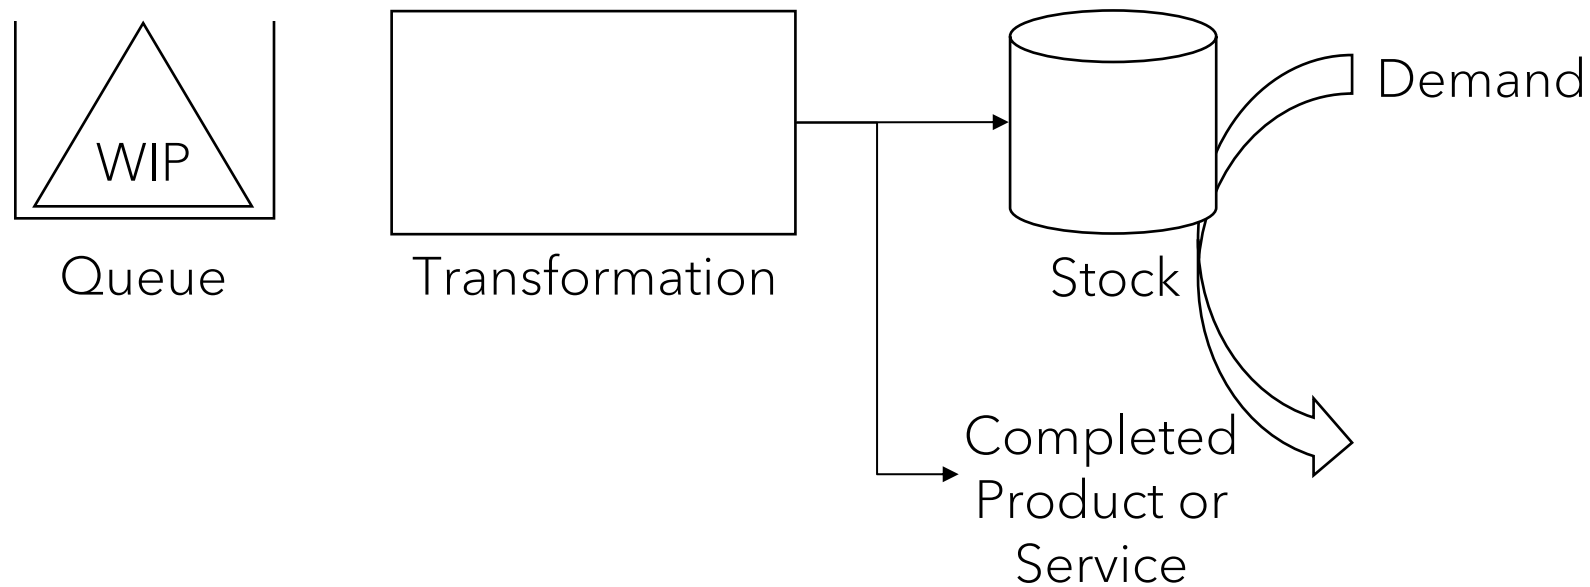 WIP
Queue
Transformation
Stock
Demand
Completed
Product or
Service